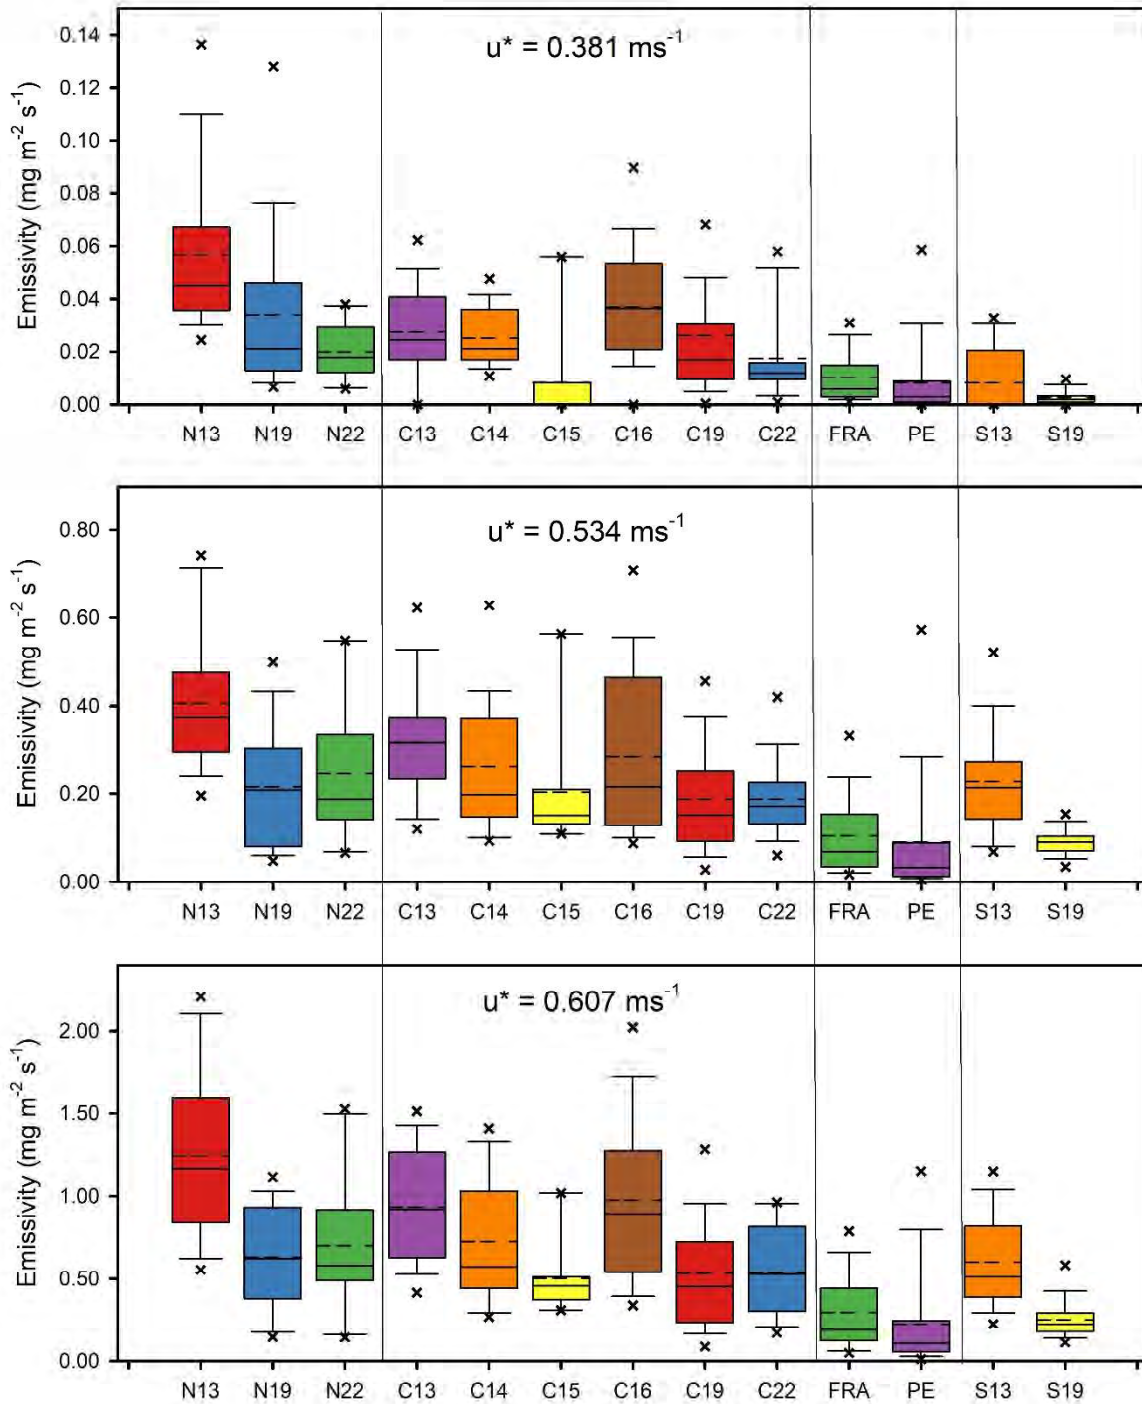 u* = 0.381 ms-1
Emissivity (mg m-2 s-1)
0.14
0.12
0.10
0.08
0.06
0.04
0.02
0.00
N13 N19 N22 C13 C14 C15 C16 C19 C22 FRA PE S13 S19
u* = 0.534 ms-1
Emissivity (mg m-2 s-1)
0.80
0.60
0.40
0.20
0.00
N13 N19 N22 C13 C14 C15 C16 C19 C22 FRA PE S13 S19
u* = 0.607 ms-1
Emissivity (mg m-2 s-1)
2.00
1.50
1.00
0.50
0.00
N13 N19 N22 C13 C14 C15 C16 C19 C22 FRA PE S13 S19